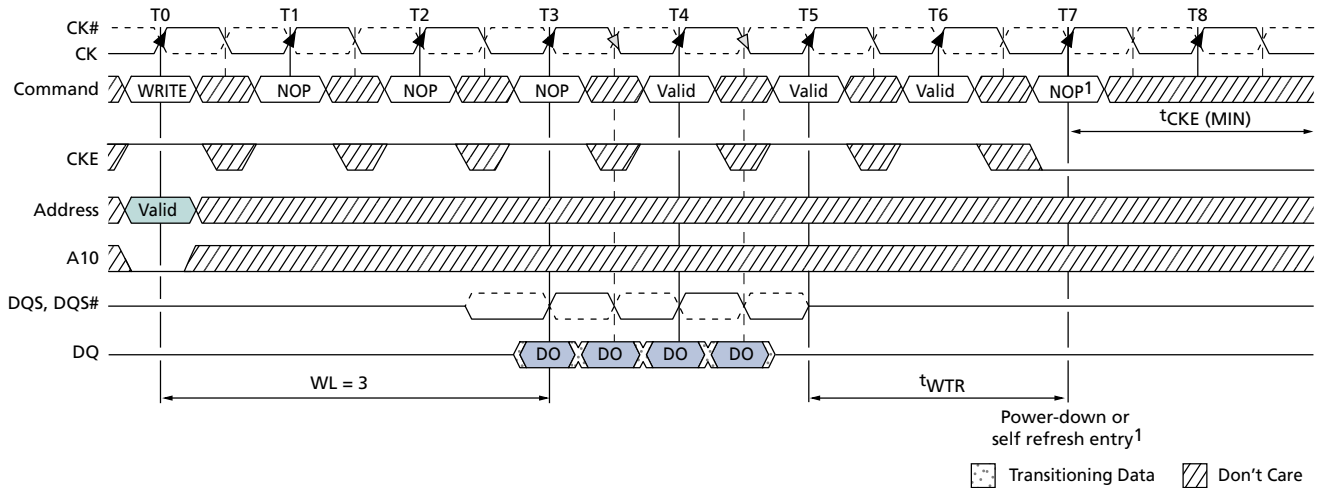 T0 T1 T2 T3 T4 T5 T6 T7 T8
CK#
CK
Command WRITE NOP NOP NOP Valid Valid Valid NOP1
tCKE (MIN)
CKE
Address Valid
A10
DQS, DQS#
DQ DO DO DO DO
WL = 3 tWTR
Power-down or
self refresh entry1
Transitioning Data Don't Care